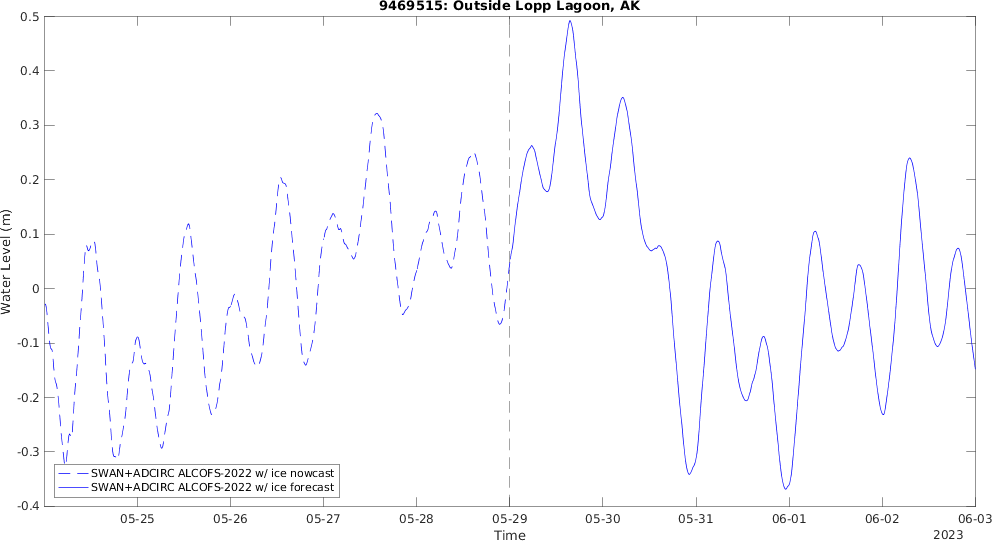 9469515: Outside Lopp Lagoon, AK
0.5
0.4
0.3
0.2
0.1
0
-0.1
-0.2
-0.3
-0.4
Water Level (m)
SWAN+ADCIRC ALCOFS-2022 w/ ice nowcast
SWAN+ADCIRC ALCOFS-2022 w/ ice forecast
05-25 05-26 05-27 05-28 05-29 05-30 05-31 06-01 06-02 06-03
Time
2023